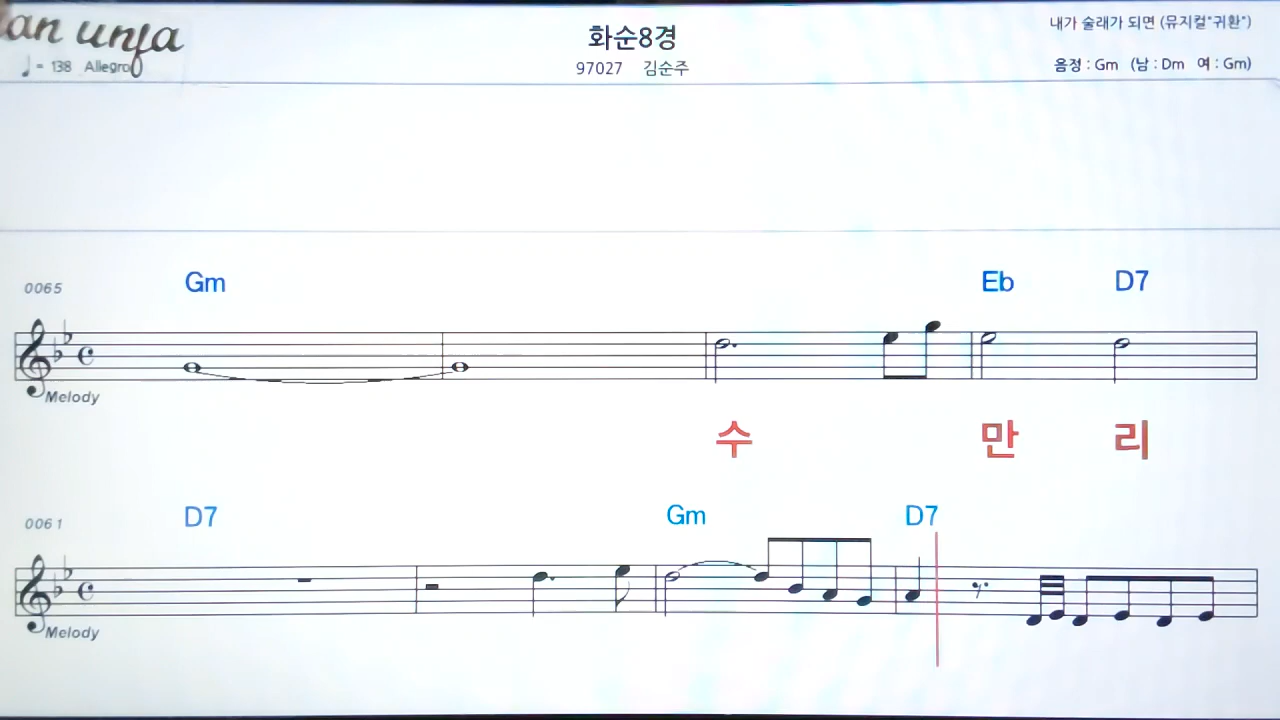 an unfa
♩ = 138 Allegro
화순8경
97027 김순주
내가 술래가 되면 (뮤지컬"귀환")
음정 : Gm (남 : Dm 여 : Gm)
0065
Gm Eb D7
Melody
수 만 리
0061
D7 Gm D7
Melody